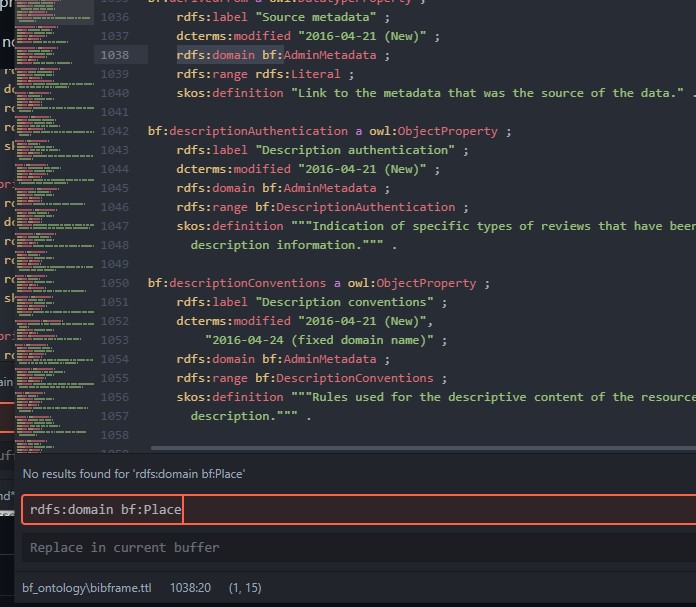 1036 rdfs:label "Source metadata" ;
1037 dcterms:modified "2016-04-21 (New)" ;
1038 rdfs:domain bf:AdminMetadata ;
1039 rdfs:range rdfs:Literal ;
1040 skos:definition "Link to the metadata that was the source of the data." .
1041
1042 bf:descriptionAuthentication a owl:ObjectProperty ;
1043 rdfs:label "Description authentication" ;
1044 dcterms:modified "2016-04-21 (New)" ;
1045 rdfs:domain bf:AdminMetadata ;
1046 rdfs:range bf:DescriptionAuthentication ;
1047 skos:definition """Indication of specific types of reviews that have been
1048 description information.""" .
1049
1050 bf:descriptionConventions a owl:ObjectProperty ;
1051 rdfs:label "Description conventions" ;
1052 dcterms:modified "2016-04-21 (New)",
1053 "2016-04-24 (fixed domain name)" ;
1054 rdfs:domain bf:AdminMetadata ;
1055 rdfs:range bf:DescriptionConventions ;
1056 skos:definition """Rules used for the descriptive content of the resource
1057 description.""" .
1058
No results found for 'rdfs:domain bf:Place'
rdfs:domain bf:Place
Replace in current buffer
bf_ontology\bibframe.ttl 1038:20 (1, 15)